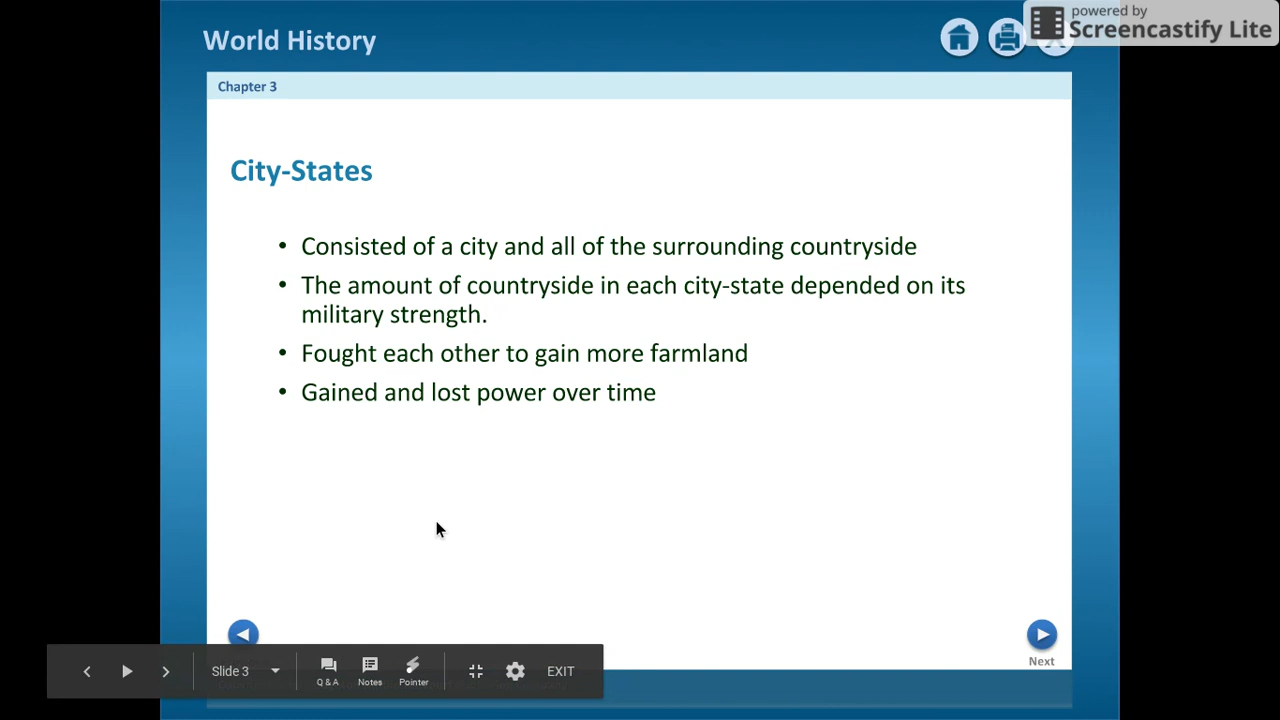 World History
powered by
Screencastify Lite
Chapter 3
City-States
• Consisted of a city and all of the surrounding countryside
• The amount of countryside in each city-state depended on its
military strength.
• Fought each other to gain more farmland
• Gained and lost power over time
Next
Slide 3
Q & A
Notes
Pointer
EXIT